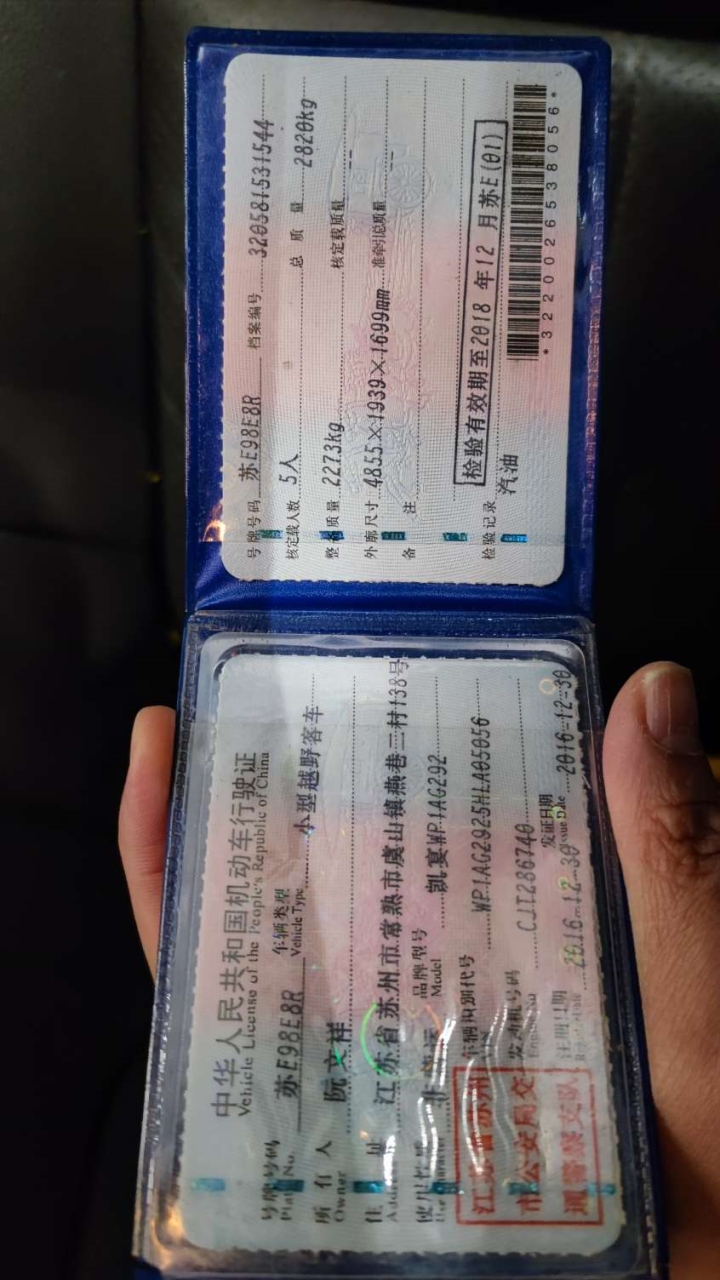 中华人民共和国机动车行驶证
Vehicle License of the People's Republic of China
号牌号码 苏E98E8R 车辆类型 小型越野客车
Plate No. Vehicle Type
所有人 阮文祥
Owner
住址 江苏省苏州市常熟市虞山镇燕巷三村138号
Address
使用性质 非营运 品牌型号 凯宴WP1AG292
Model
车辆识别代号 WP1AG2925HLA05056
发动机号码 CJT286740
注册日期 2016-12-30 发证日期 2016-12-30
Issue Date
江苏省苏州
市公安局交
通警察支队
号牌号码 苏E98E8R 档案编号 320581531544
核定载人数 5人 总质量 2820kg
整备质量 2273kg 核定载质量 --
外廓尺寸 4855×1939×1699mm 准牵引总质量 --
备注
检验有效期至2018年12月苏E(01)
检验记录 汽油
*3220002653805​6*